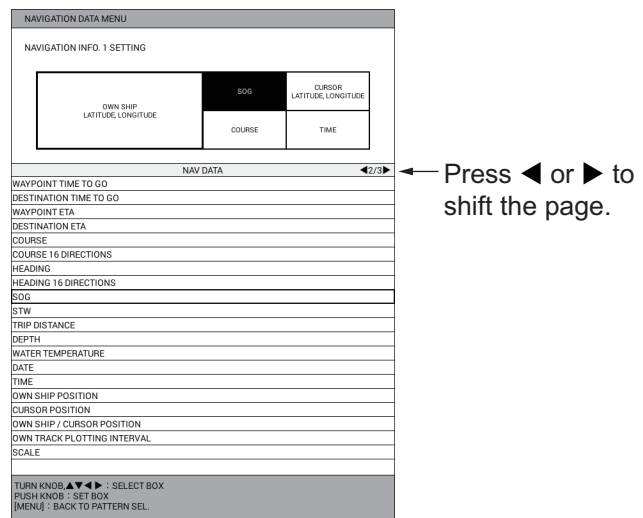 NAVIGATION DATA MENU
NAVIGATION INFO. 1 SETTING
OWN SHIP
LATITUDE, LONGITUDE
SOG
CURSOR
LATITUDE, LONGITUDE
COURSE
TIME
NAV DATA ◀2/3▶
Press ◀ or ▶ to
shift the page.
WAYPOINT TIME TO GO
DESTINATION TIME TO GO
WAYPOINT ETA
DESTINATION ETA
COURSE
COURSE 16 DIRECTIONS
HEADING
HEADING 16 DIRECTIONS
SOG
STW
TRIP DISTANCE
DEPTH
WATER TEMPERATURE
DATE
TIME
OWN SHIP POSITION
CURSOR POSITION
OWN SHIP / CURSOR POSITION
OWN TRACK PLOTTING INTERVAL
SCALE
TURN KNOB,▲▼◀ ▶ : SELECT BOX
PUSH KNOB : SET BOX
[MENU] : BACK TO PATTERN SEL.